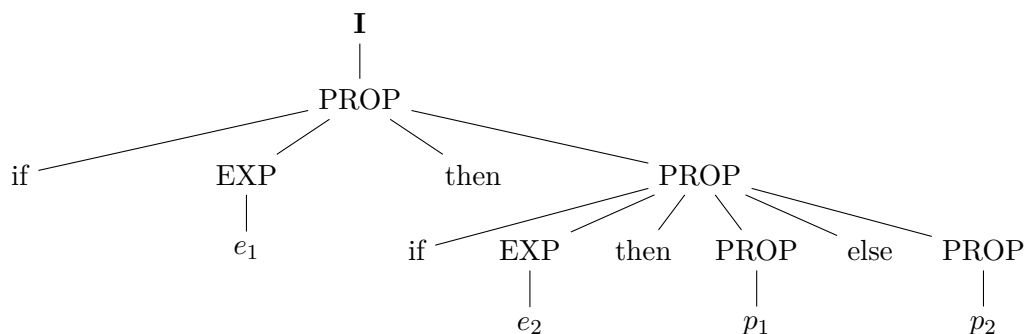 I
PROP
if EXP then PROP
e₁ if EXP then PROP else PROP
e₂ p₁ p₂